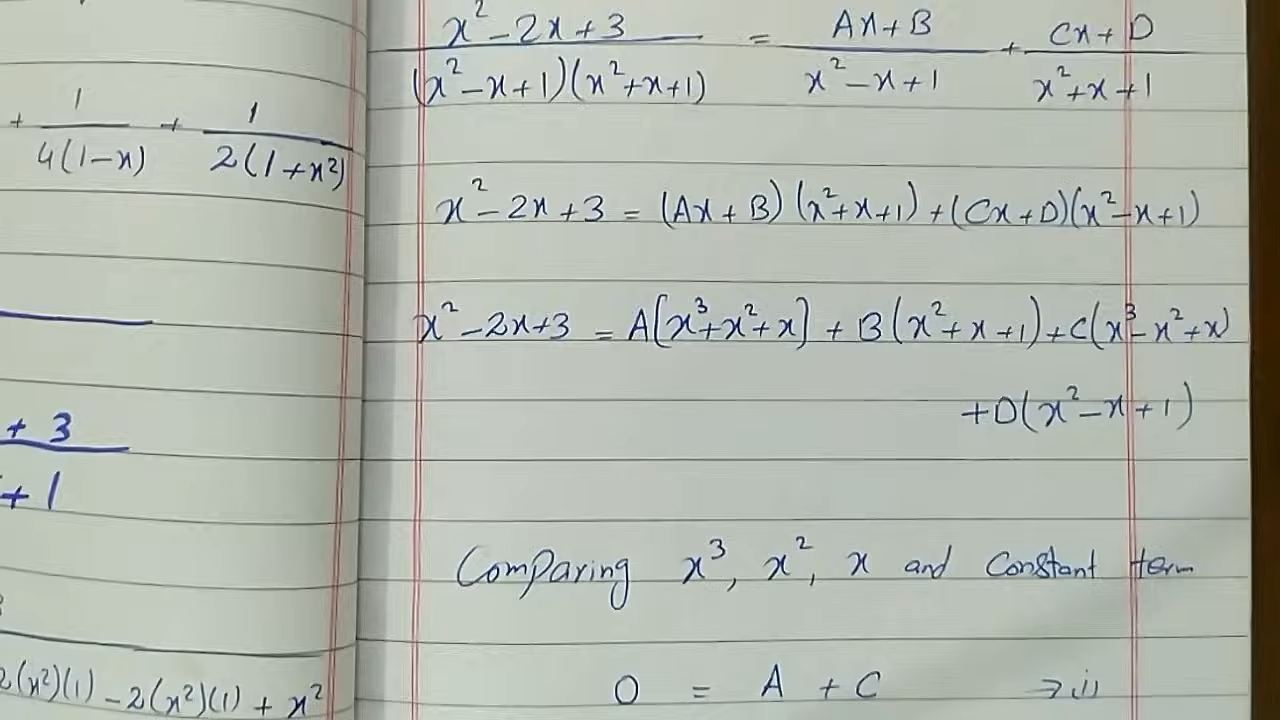 + 1/(4(1-x)) + 1/(2(1+x²))
+ 3
+ 1
2(x²)(1) - 2(x²)(1) + x²
(x² - 2x + 3)/((x² - x + 1)(x² + x + 1)) = (Ax + B)/(x² - x + 1) + (Cx + D)/(x² + x + 1)
x² - 2x + 3 = (Ax + B)(x² + x + 1) + (Cx + D)(x² - x + 1)
x² - 2x + 3 = A[x³ + x² + x] + B(x² + x + 1) + C(x³ - x² + x)
+ D(x² - x + 1)
Comparing x³, x², x and constant term
0 = A + C →